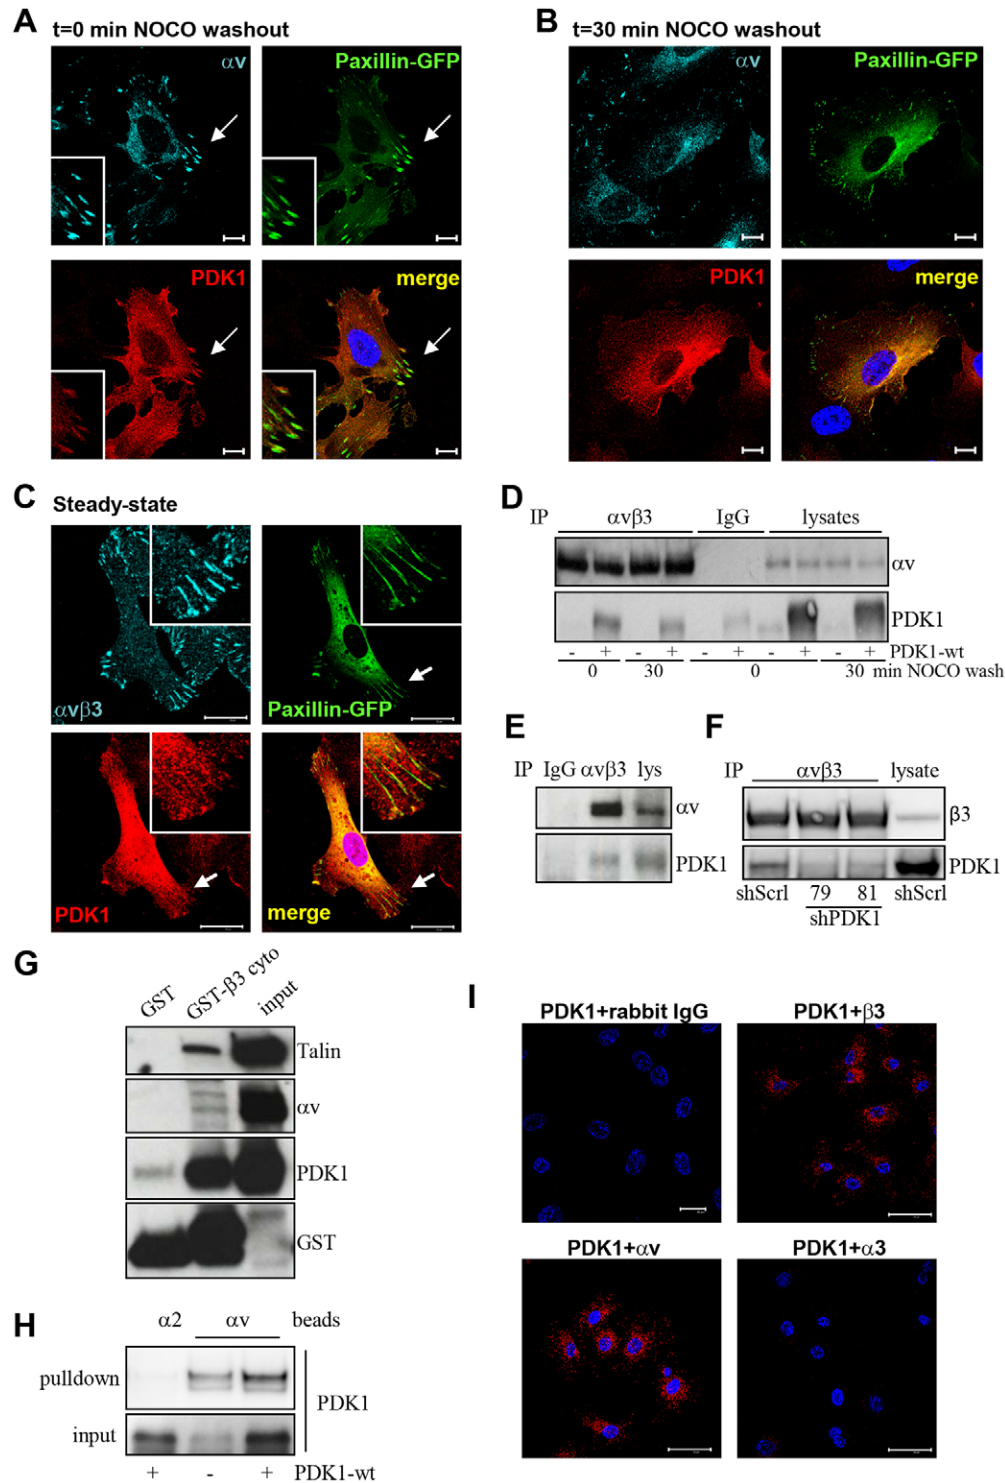 A
t=0 min NOCO washout
αv
Paxillin-GFP
PDK1
merge
B
t=30 min NOCO washout
αv
Paxillin-GFP
PDK1
merge
C
Steady-state
αvβ3
Paxillin-GFP
PDK1
merge
D
IP αvβ3 IgG lysates
αv
PDK1
- + - + - + - + - + PDK1-wt
0 30 0 30 min NOCO wash
E
IP IgG αvβ3 lys
αv
PDK1
F
IP αvβ3 lysate
β3
PDK1
shScrl 79 81 shScrl
shPDK1
G
GST GST-β3 cyto input
Talin
αv
PDK1
GST
H
α2 αv beads
pulldown
input
PDK1
+ - + PDK1-wt
I
PDK1+rabbit IgG
PDK1+β3
PDK1+αv
PDK1+α3